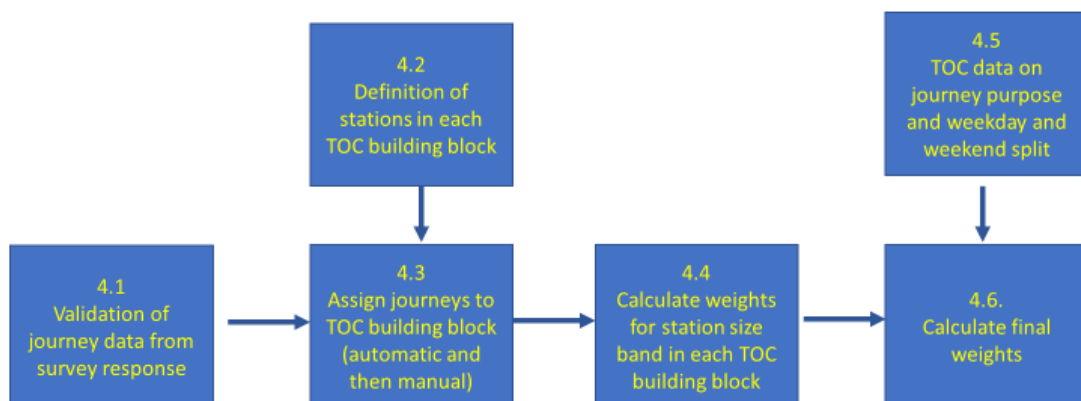 4.2
Definition of
stations in each
TOC building block
4.5
TOC data on
journey purpose
and weekday and
weekend split
4.1
Validation of
journey data from
survey response
4.3
Assign journeys to
TOC building block
(automatic and
then manual)
4.4
Calculate weights
for station size
band in each TOC
building block
4.6.
Calculate final
weights